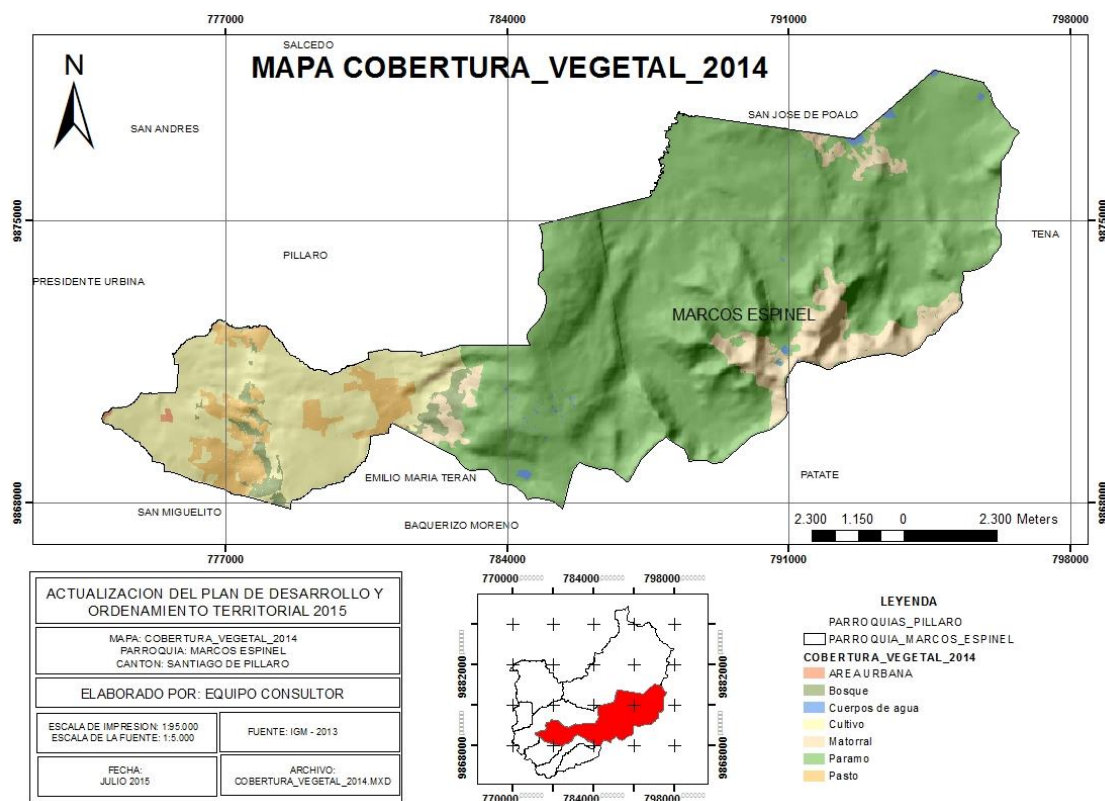 777000 784000 791000 798000
SALCEDO
MAPA COBERTURA_VEGETAL_2014
N
SAN JOSE DE POALO
SAN ANDRES
9875000 9875000
TENA
PILLARO
PRESIDENTE URBINA
MARCOS ESPINEL
EMILIO MARIA TERAN
PATATE
9868000 9868000
SAN MIGUELITO
BAQUERIZO MORENO
2.300 1.150 0 2.300 Meters
777000 784000 791000 798000
ACTUALIZACION DEL PLAN DE DESARROLLO Y
ORDENAMIENTO TERRITORIAL 2015
MAPA: COBERTURA_VEGETAL_2014
PARROQUIA: MARCOS ESPINEL
CANTON: SANTIAGO DE PILLARO
ELABORADO POR: EQUIPO CONSULTOR
ESCALA DE IMPRESION: 1:95.000
ESCALA DE LA FUENTE: 1:5.000
FUENTE: IGM - 2013
FECHA:
JULIO 2015
ARCHIVO:
COBERTURA_VEGETAL_2014.MXD
770000 784000 798000
9882000 9882000
9868000 9868000
770000 784000 798000
LEYENDA
PARROQUIAS_PILLARO
PARROQUIA_MARCOS_ESPINEL
COBERTURA_VEGETAL_2014
AREA URBANA
Bosque
Cuerpos de agua
Cultivo
Matorral
Paramo
Pasto